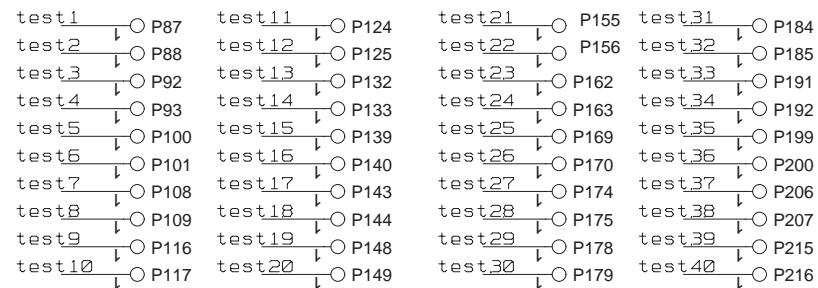 test1 P87 test11 P124 test21 P155 test31 P184
test2 P88 test12 P125 test22 P156 test32 P185
test3 P92 test13 P132 test23 P162 test33 P191
test4 P93 test14 P133 test24 P163 test34 P192
test5 P100 test15 P139 test25 P169 test35 P199
test6 P101 test16 P140 test26 P170 test36 P200
test7 P108 test17 P143 test27 P174 test37 P206
test8 P109 test18 P144 test28 P175 test38 P207
test9 P116 test19 P148 test29 P178 test39 P215
test10 P117 test20 P149 test30 P179 test40 P216